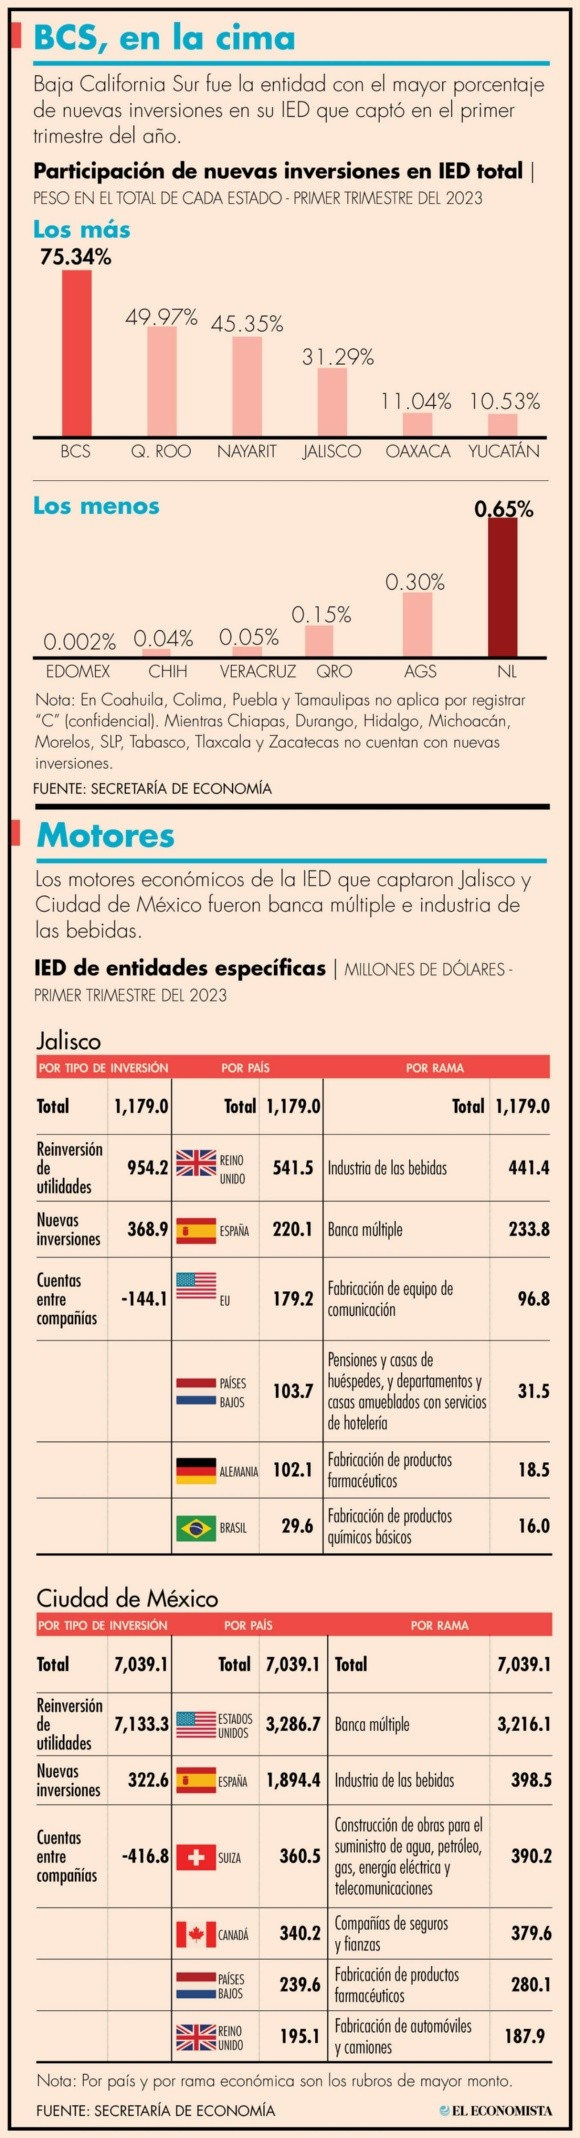 BCS, en la cima
Baja California Sur fue la entidad con el mayor porcentaje
de nuevas inversiones en su IED que captó en el primer
trimestre del año.
Participación de nuevas inversiones en IED total |
PESO EN EL TOTAL DE CADA ESTADO - PRIMER TRIMESTRE DEL 2023
Los más
75.34%
49.97% 45.35%
31.29%
11.04% 10.53%
BCS Q. ROO NAYARIT JALISCO OAXACA YUCATÁN
Los menos
0.65%
0.30%
0.15%
0.002% 0.04% 0.05%
EDOMEX CHIH VERACRUZ QRO AGS NL
Nota: En Coahuila, Colima, Puebla y Tamaulipas no aplica por registrar
“C” (confidencial). Mientras Chiapas, Durango, Hidalgo, Michoacán,
Morelos, SLP, Tabasco, Tlaxcala y Zacatecas no cuentan con nuevas
inversiones.
FUENTE: SECRETARÍA DE ECONOMÍA
Motores
Los motores económicos de la IED que captaron Jalisco y
Ciudad de México fueron banca múltiple e industria de
las bebidas.
IED de entidades específicas | MILLONES DE DÓLARES -
PRIMER TRIMESTRE DEL 2023
Jalisco
POR TIPO DE INVERSIÓN POR PAÍS POR RAMA
Total 1,179.0 Total 1,179.0 Total 1,179.0
Reinversión
de
utilidades
954.2
REINO
UNIDO
541.5 Industria de las bebidas 441.4
Nuevas
inversiones
368.9 ESPAÑA 220.1 Banca múltiple 233.8
Cuentas
entre
compañías
-144.1 EU 179.2
Fabricación de equipo de
comunicación
96.8
PAÍSES
BAJOS
103.7
Pensiones y casas de
huéspedes, y departamentos y
casas amueblados con servicios
de hotelería
31.5
ALEMANIA 102.1
Fabricación de productos
farmacéuticos
18.5
BRASIL 29.6
Fabricación de productos
químicos básicos
16.0
Ciudad de México
POR TIPO DE INVERSIÓN POR PAÍS POR RAMA
Total 7,039.1 Total 7,039.1 Total 7,039.1
Reinversión
de
utilidades
7,133.3
ESTADOS
UNIDOS
3,286.7 Banca múltiple 3,216.1
Nuevas
inversiones
322.6 ESPAÑA 1,894.4 Industria de las bebidas 398.5
Cuentas
entre
compañías
-416.8 SUIZA 360.5
Construcción de obras para el
suministro de agua, petróleo,
gas, energía eléctrica y
telecomunicaciones
390.2
CANADÁ 340.2
Compañías de seguros
y fianzas
379.6
PAÍSES
BAJOS
239.6
Fabricación de productos
farmacéuticos
280.1
REINO
UNIDO
195.1
Fabricación de automóviles
y camiones
187.9
Nota: Por país y por rama económica son los rubros de mayor monto.
FUENTE: SECRETARÍA DE ECONOMÍA
EL ECONOMISTA